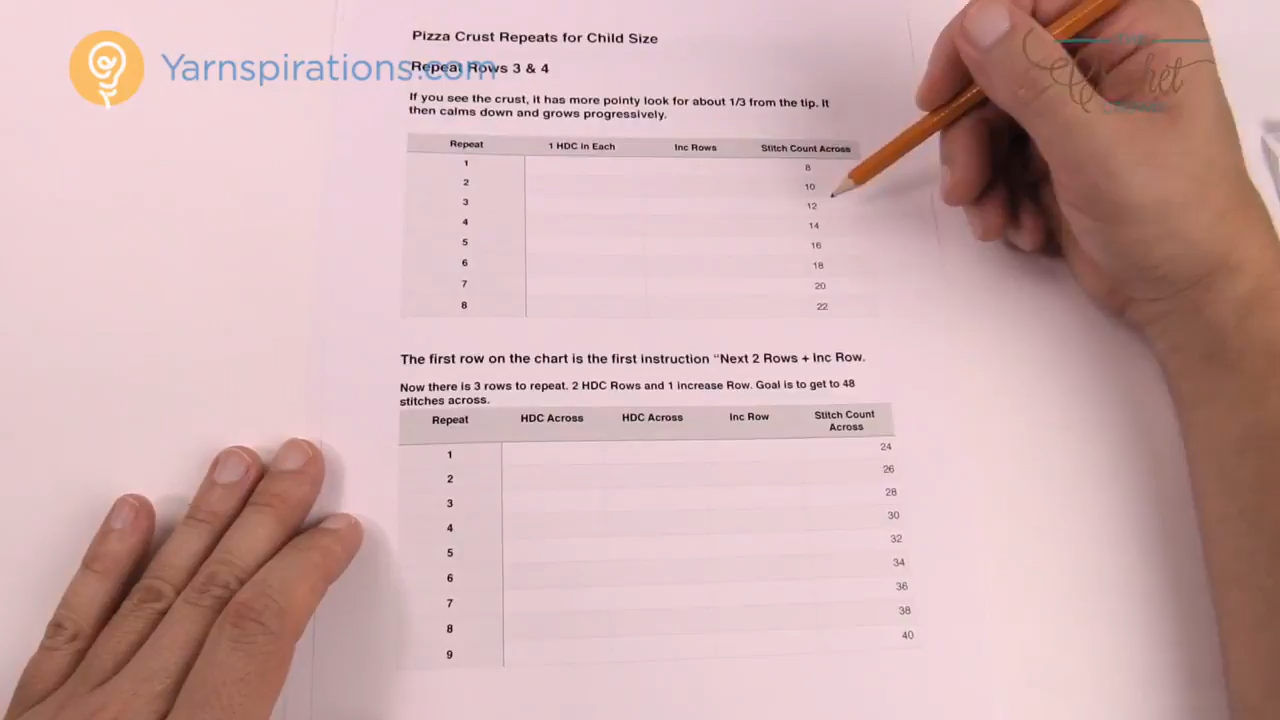 Pizza Crust Repeats for Child Size
Yarnspirations.com
Repeat Rows 3 & 4
If you see the crust, it has more pointy look for about 1/3 from the tip. It
then calms down and grows progressively.
Repeat 1 HDC in Each Inc Rows Stitch Count Across
1 8
2 10
3 12
4 14
5 16
6 18
7 20
8 22
The first row on the chart is the first instruction “Next 2 Rows + Inc Row.
Now there is 3 rows to repeat. 2 HDC Rows and 1 increase Row. Goal is to get to 48
stitches across.
Repeat HDC Across HDC Across Inc Row Stitch Count
Across
1 24
2 26
3 28
4 30
5 32
6 34
7 36
8 38
9 40